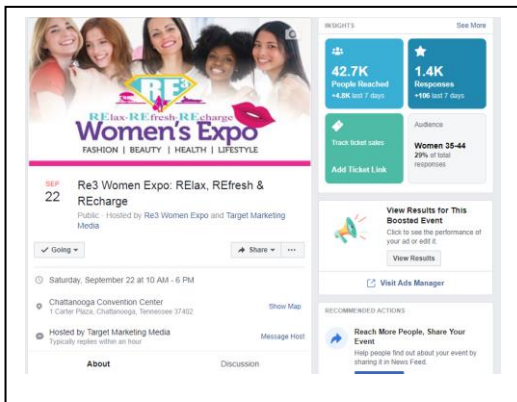 RE³
RElax·REfresh·REcharge
Women's Expo
FASHION | BEAUTY | HEALTH | LIFESTYLE
SEP
22
Re3 Women Expo: RElax, REfresh &
REcharge
Public · Hosted by Re3 Women Expo and Target Marketing
Media
Going
Share
Saturday, September 22 at 10 AM - 6 PM
Chattanooga Convention Center
1 Carter Plaza, Chattanooga, Tennessee 37402
Show Map
Hosted by Target Marketing Media
Typically replies within an hour
Message Host
About
Discussion
INSIGHTS
See More
42.7K
People Reached
+4.8K last 7 days
1.4K
Responses
+106 last 7 days
Track ticket sales
Add Ticket Link
Audience
Women 35-44
29% of total
responses
View Results for This
Boosted Event
Click to see the performance of
your ad or edit it.
View Results
Visit Ads Manager
RECOMMENDED ACTIONS
Reach More People, Share Your
Event
Help people find out about your event by
sharing it in News Feed.